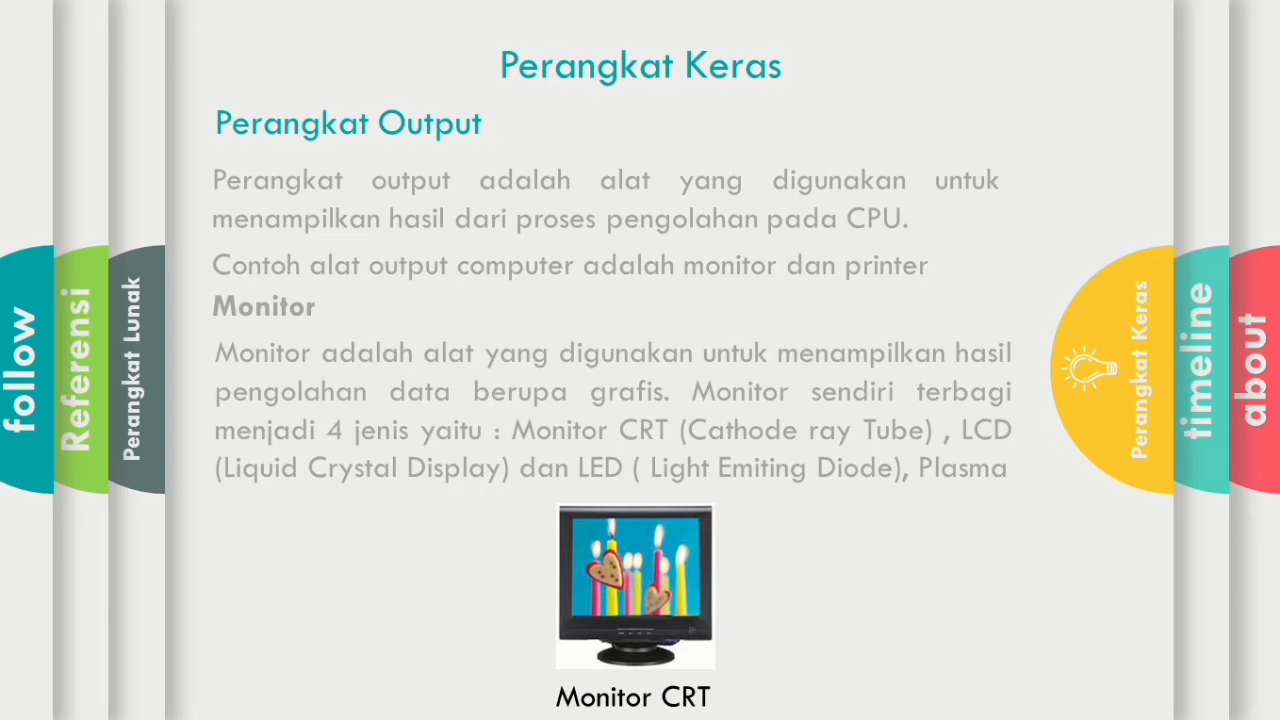 Perangkat Keras
Perangkat Output
Perangkat output adalah alat yang digunakan untuk
menampilkan hasil dari proses pengolahan pada CPU.
Contoh alat output computer adalah monitor dan printer
Monitor
Monitor adalah alat yang digunakan untuk menampilkan hasil
pengolahan data berupa grafis. Monitor sendiri terbagi
menjadi 4 jenis yaitu : Monitor CRT (Cathode ray Tube) , LCD
(Liquid Crystal Display) dan LED ( Light Emiting Diode), Plasma
Monitor CRT
follow
Referensi
Perangkat Lunak
Perangkat Keras
timeline
about